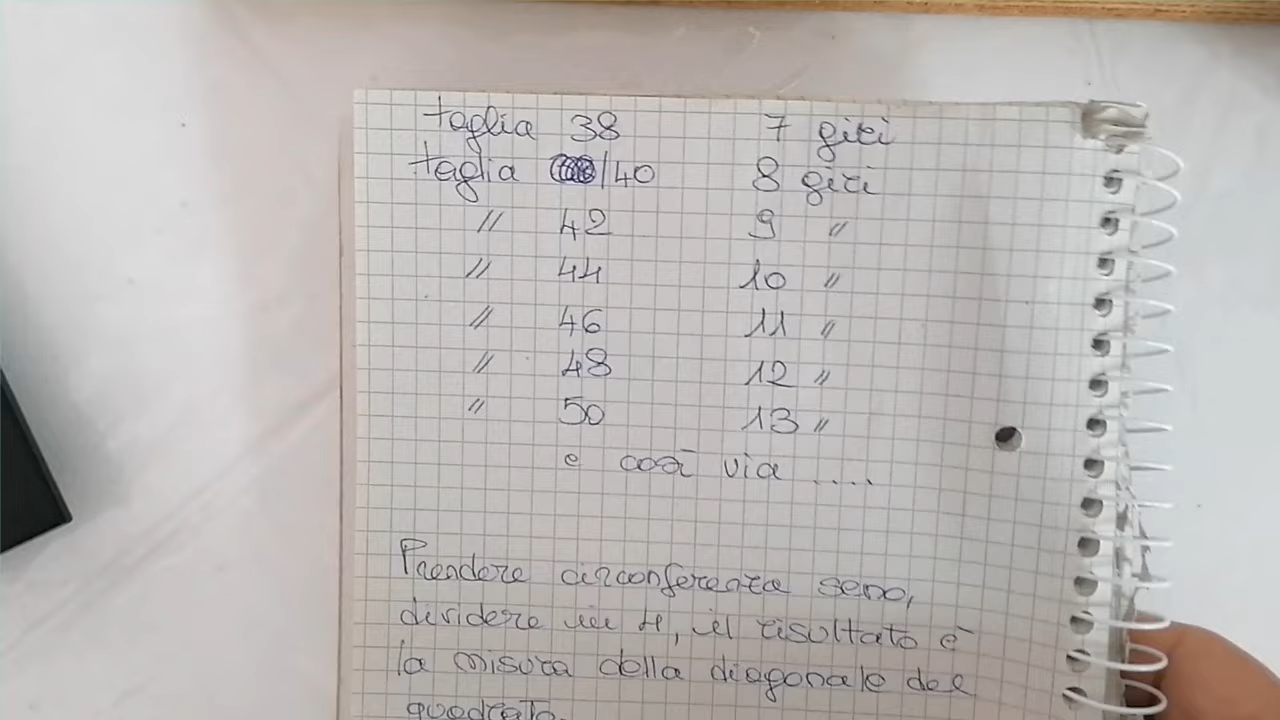 taglia 38 7 giri
taglia /40 8 giri
" 42 9 "
" 44 10 "
" 46 11 "
" 48 12 "
" 50 13 "
e così via ....
Prendere circonferenza seno,
dividere in 4, il risultato è
la misura della diagonale del
quadrato.